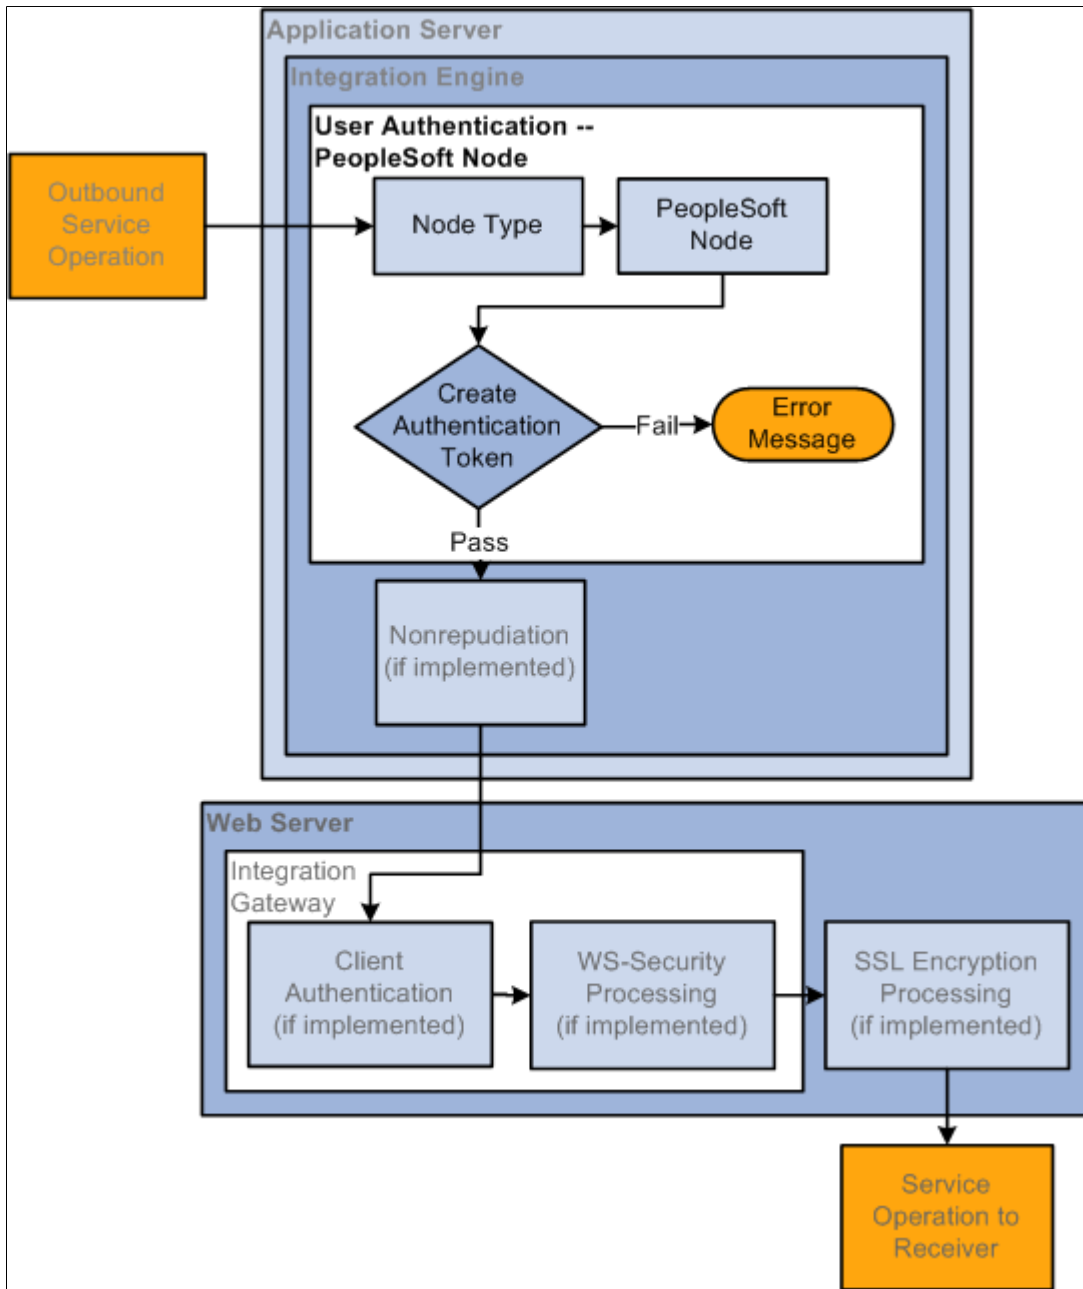 Application Server
Integration Engine
User Authentication --
PeopleSoft Node
Outbound
Service
Operation
Node Type
PeopleSoft
Node
Create
Authentication
Token
Fail
Error
Message
Pass
Nonrepudiation
(if implemented)
Web Server
Integration
Gateway
Client
Authentication
(if implemented)
WS-Security
Processing
(if implemented)
SSL Encryption
Processing
(if implemented)
Service
Operation to
Receiver